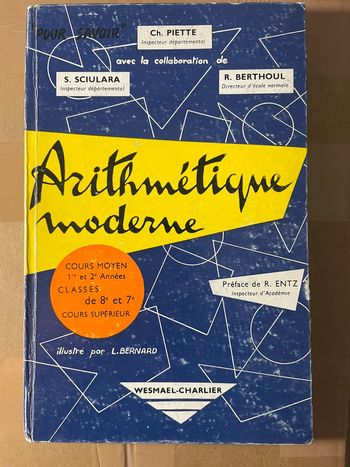 "POUR SAVOIR"
Ch. PIETTE
Inspecteur départemental
avec la collaboration de
S. SCIULARA
Inspecteur départemental
R. BERTHOUL
Directeur d'école normale
Arithmétique
moderne
COURS MOYEN
1re et 2e Années
CLASSES
de 8e et 7e
COURS SUPERIEUR
Préface de R. ENTZ
Inspecteur d'Académie
illustré par L. BERNARD
WESMAEL-CHARLIER